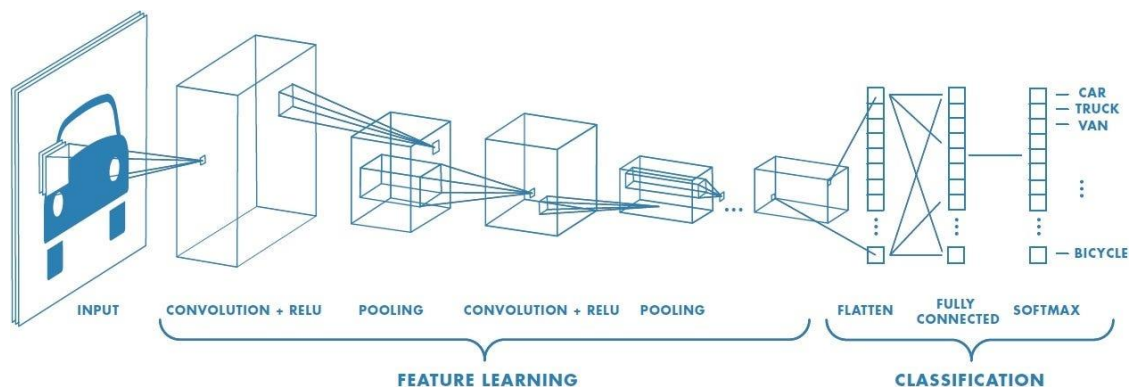 CAR
TRUCK
VAN
BICYCLE
INPUT
CONVOLUTION + RELU
POOLING
CONVOLUTION + RELU
POOLING
FLATTEN
FULLY
CONNECTED
SOFTMAX
FEATURE LEARNING
CLASSIFICATION